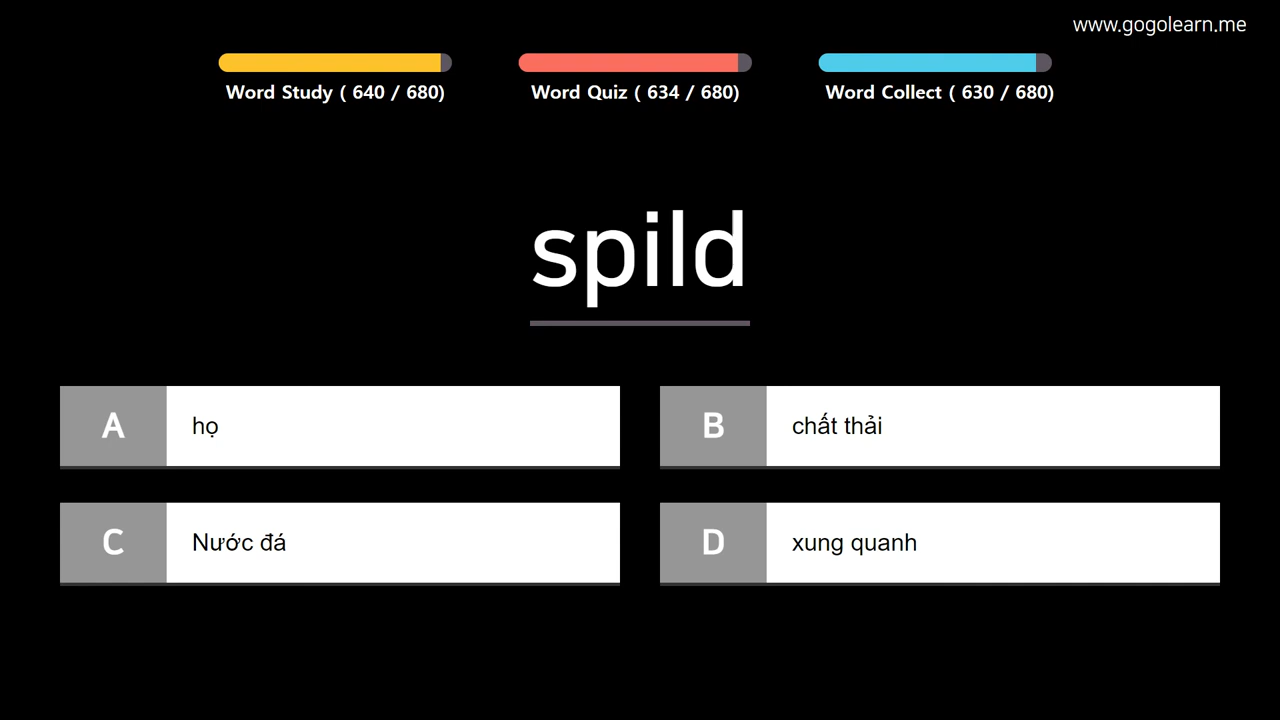 www.gogolearn.me
Word Study ( 640 / 680)
Word Quiz ( 634 / 680)
Word Collect ( 630 / 680)
spild
A họ
B chất thải
C Nước đá
D xung quanh